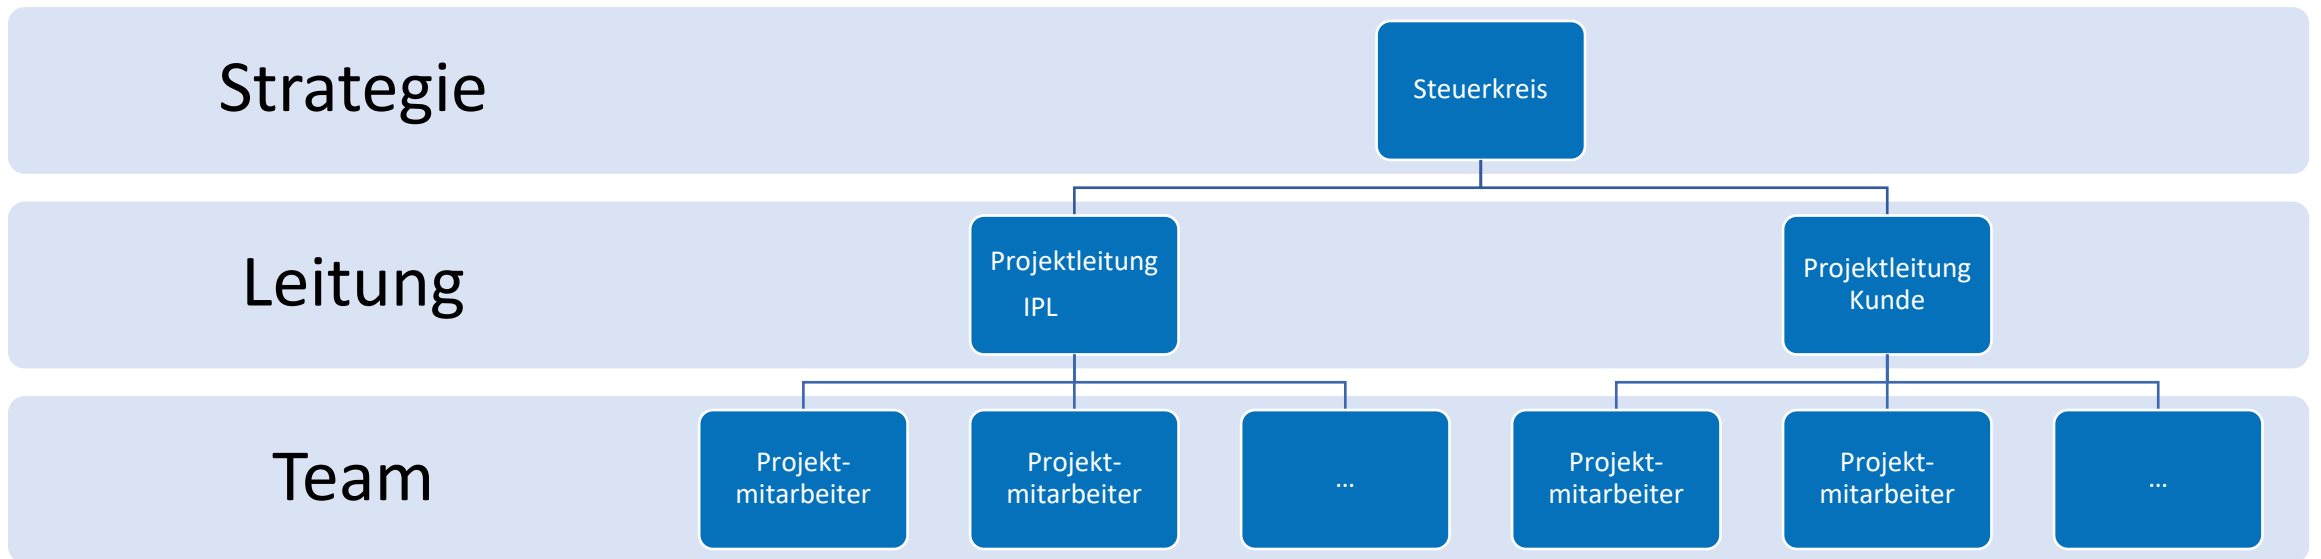 Strategie
Steuerkreis
Leitung
Projektleitung
IPL
Projektleitung
Kunde
Team
Projekt-
mitarbeiter
Projekt-
mitarbeiter
...
Projekt-
mitarbeiter
Projekt-
mitarbeiter
...